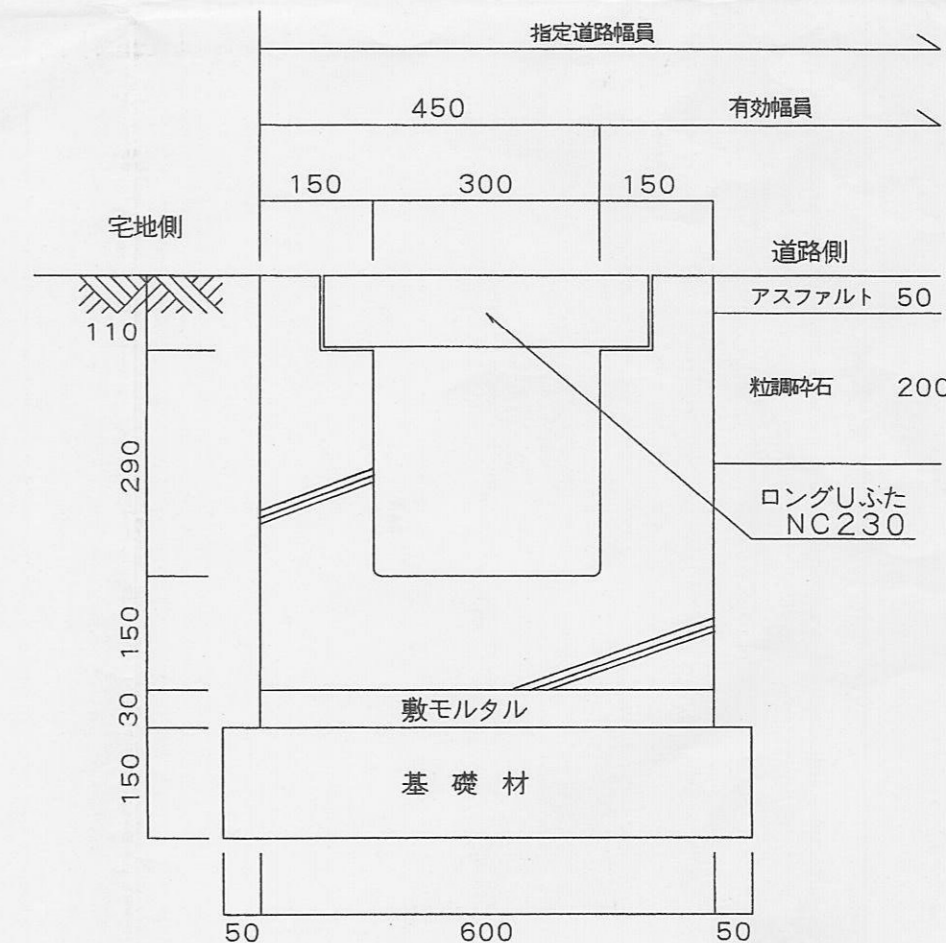 指定道路幅員
450 有効幅員
150 300 150
宅地側
道路側
アスファルト 50
110
粒調砕石 200
290
ロングUふた
NC230
150
30
敷モルタル
150
基礎材
50 600 50